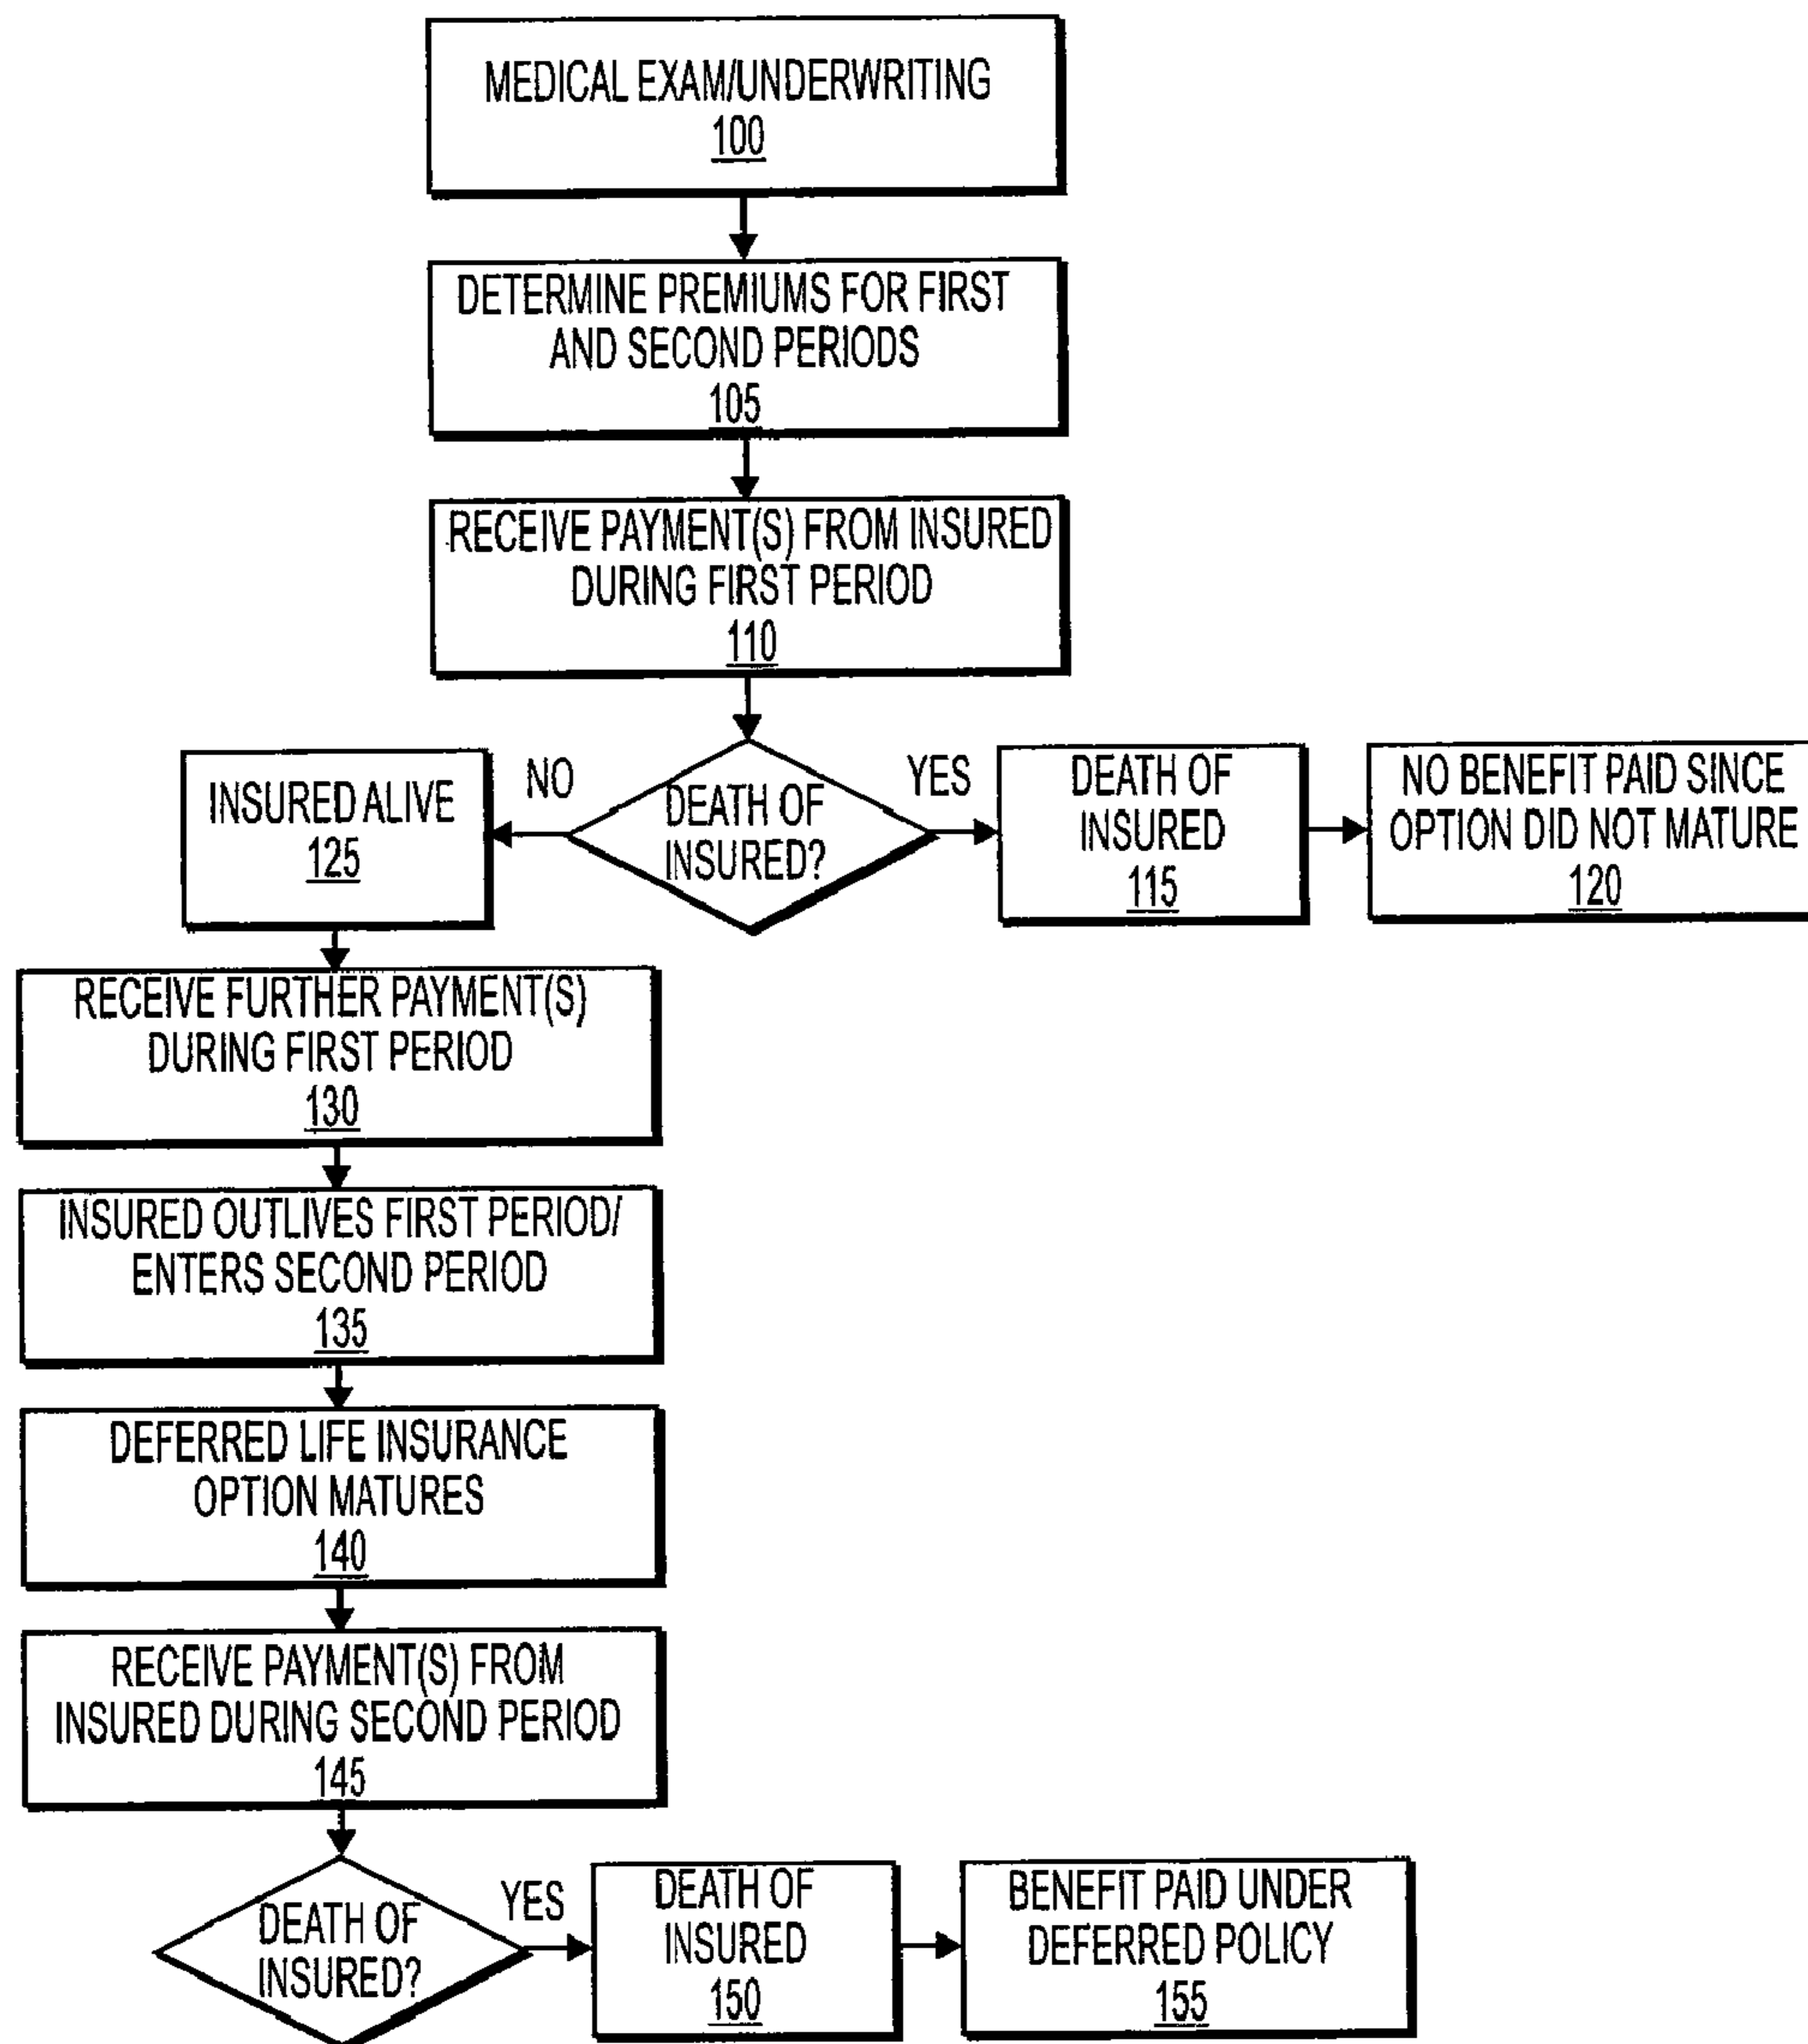 MEDICAL EXAM/UNDERWRITING
100
DETERMINE PREMIUMS FOR FIRST
AND SECOND PERIODS
105
RECEIVE PAYMENT(S) FROM INSURED
DURING FIRST PERIOD
110
INSURED ALIVE
125
NO
DEATH OF
INSURED?
YES
DEATH OF
INSURED
115
NO BENEFIT PAID SINCE
OPTION DID NOT MATURE
120
RECEIVE FURTHER PAYMENT(S)
DURING FIRST PERIOD
130
INSURED OUTLIVES FIRST PERIOD/
ENTERS SECOND PERIOD
135
DEFERRED LIFE INSURANCE
OPTION MATURES
140
RECEIVE PAYMENT(S) FROM
INSURED DURING SECOND PERIOD
145
DEATH OF
INSURED?
YES
DEATH OF
INSURED
150
BENEFIT PAID UNDER
DEFERRED POLICY
155